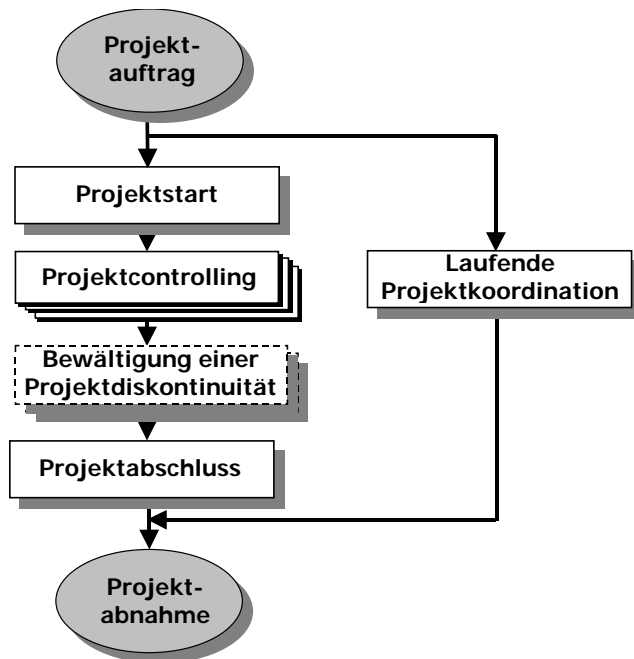 Projekt-
auftrag
Projektstart
Projektcontrolling
Laufende
Projektkoordination
Bewältigung einer
Projektdiskontinuität
Projektabschluss
Projekt-
abnahme